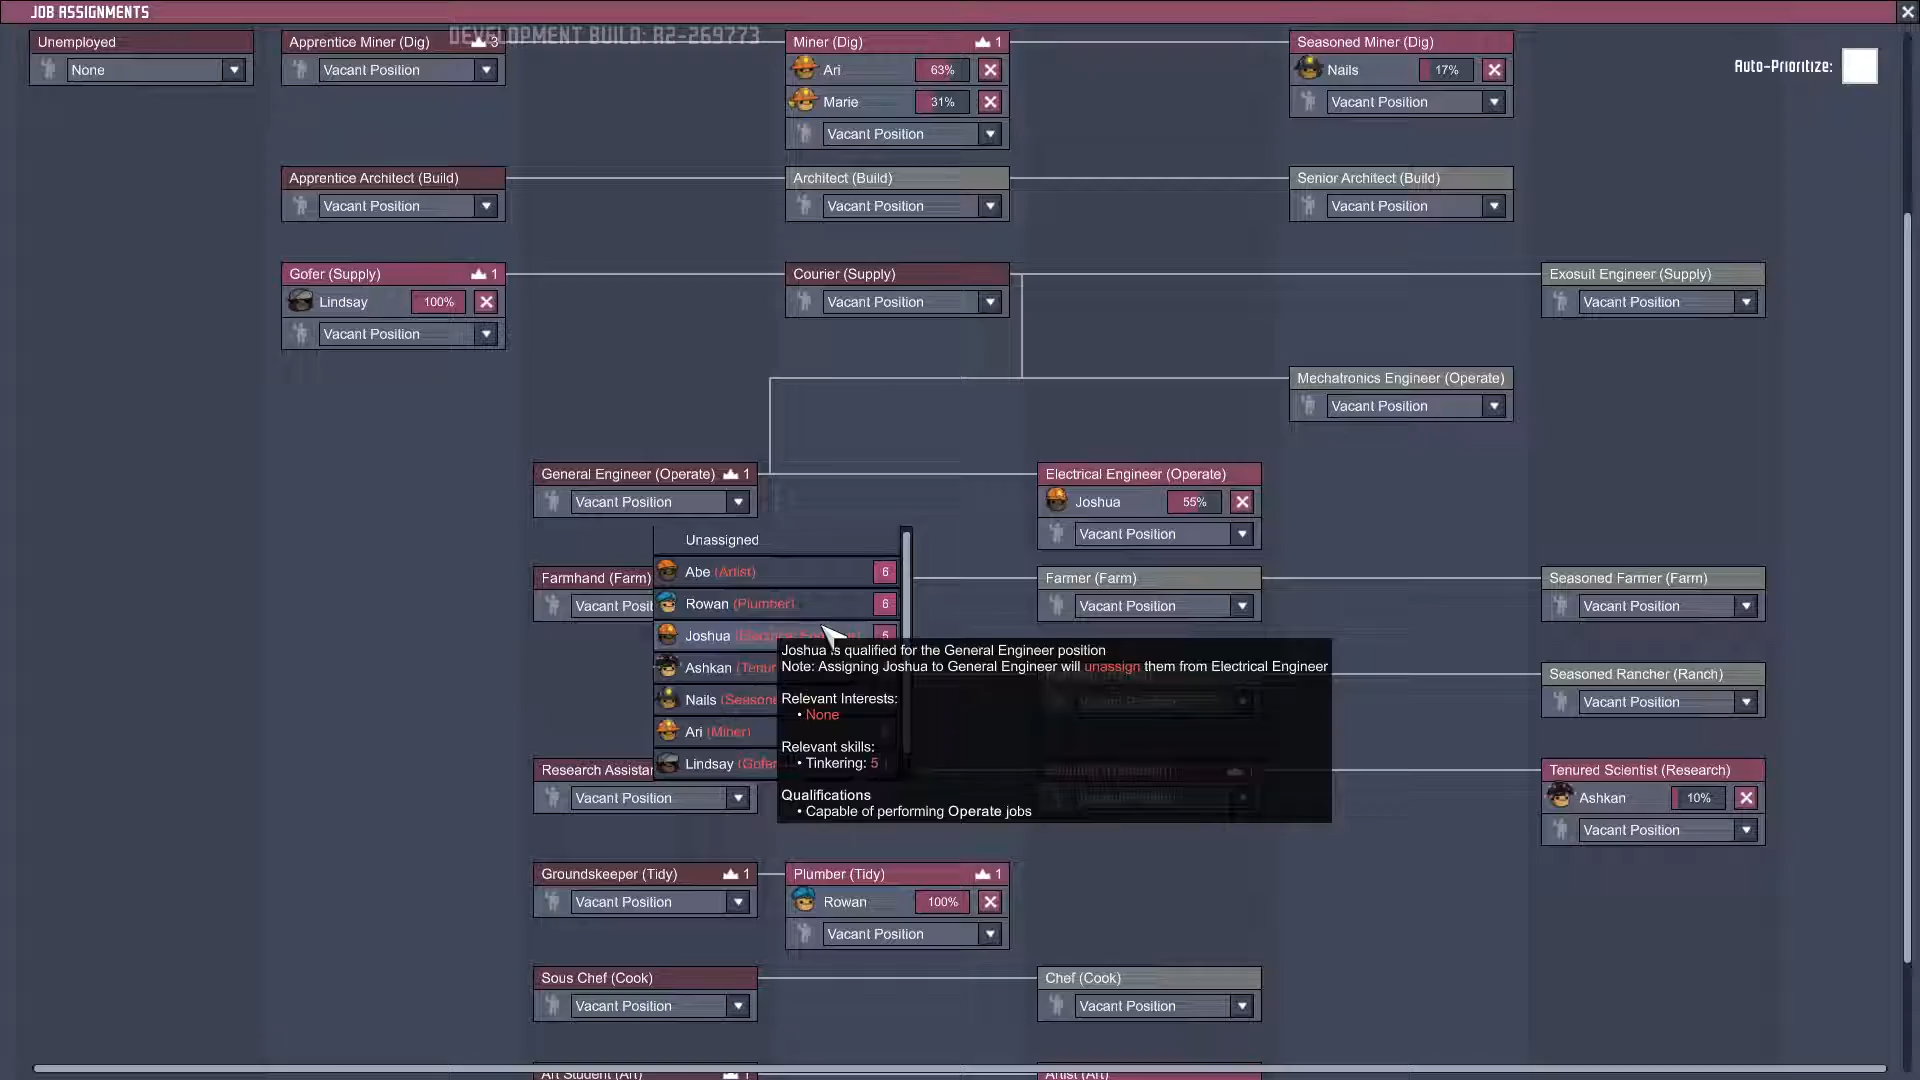 JOB ASSIGNMENTS
DEVELOPMENT BUILD: R2-269773
Unemployed
None
Apprentice Miner (Dig) 3
Vacant Position
Miner (Dig) 1
Ari 63%
Marie 31%
Vacant Position
Seasoned Miner (Dig)
Nails 17%
Vacant Position
Auto-Prioritize:
Apprentice Architect (Build)
Vacant Position
Architect (Build)
Vacant Position
Senior Architect (Build)
Vacant Position
Gofer (Supply) 1
Lindsay 100%
Vacant Position
Courier (Supply)
Vacant Position
Exosuit Engineer (Supply)
Vacant Position
Mechatronics Engineer (Operate)
Vacant Position
General Engineer (Operate) 1
Vacant Position
Electrical Engineer (Operate)
Joshua 55%
Vacant Position
Unassigned
Abe (Artist) 6
Rowan (Plumber) 6
Joshua 5
Ashkan (Tenur
Nails (Seasone
Ari (Miner)
Lindsay (Gofer
Farmhand (Farm)
Vacant Posit
Farmer (Farm)
Vacant Position
Seasoned Farmer (Farm)
Vacant Position
Joshua is qualified for the General Engineer position
Note: Assigning Joshua to General Engineer will unassign them from Electrical Engineer
Relevant Interests:
• None
Relevant skills:
• Tinkering: 5
Qualifications
• Capable of performing Operate jobs
Seasoned Rancher (Ranch)
Vacant Position
Research Assistan
Vacant Position
Tenured Scientist (Research)
Ashkan 10%
Vacant Position
Groundskeeper (Tidy) 1
Vacant Position
Plumber (Tidy) 1
Rowan 100%
Vacant Position
Sous Chef (Cook)
Vacant Position
Chef (Cook)
Vacant Position
Art Student (Art) 1
Artist (Art)